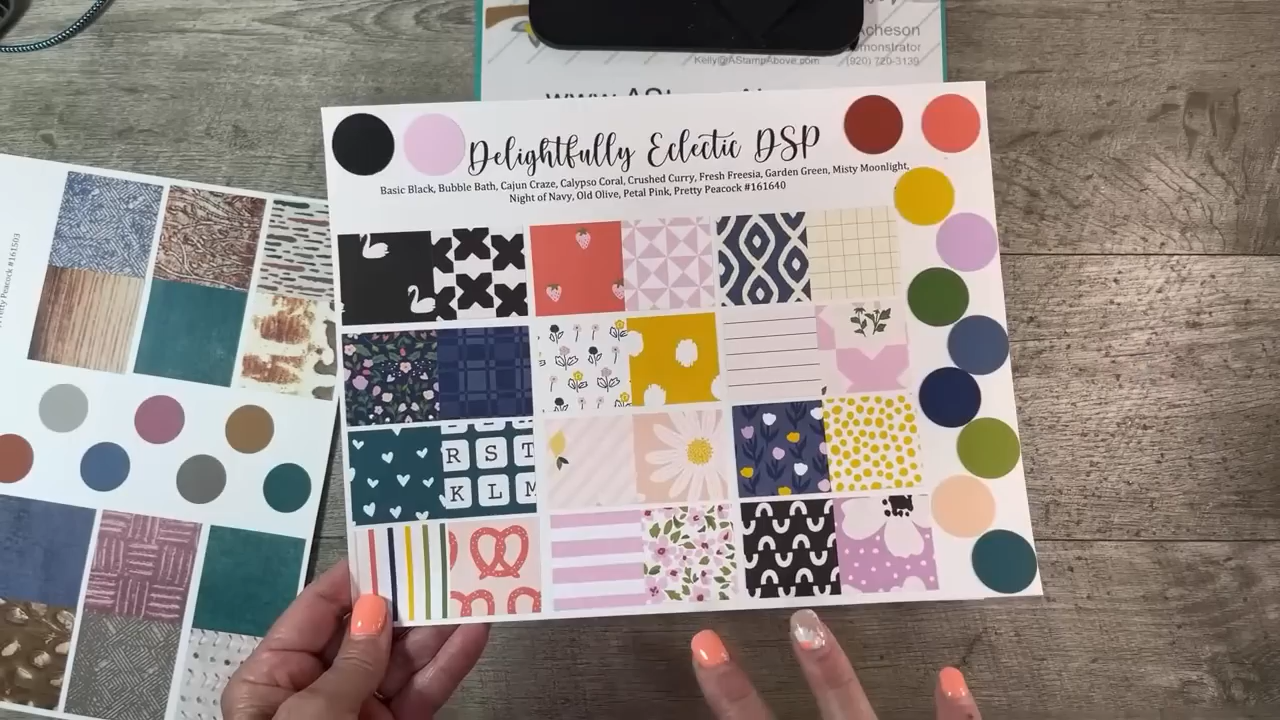 Acheson
Kelly@AStampAbove.com
(920) 720-3139
Delightfully Eclectic DSP
Basic Black, Bubble Bath, Cajun Craze, Calypso Coral, Crushed Curry, Fresh Freesia, Garden Green, Misty Moonlight,
Night of Navy, Old Olive, Petal Pink, Pretty Peacock #161640
Peacock #161503
R S T
K L M